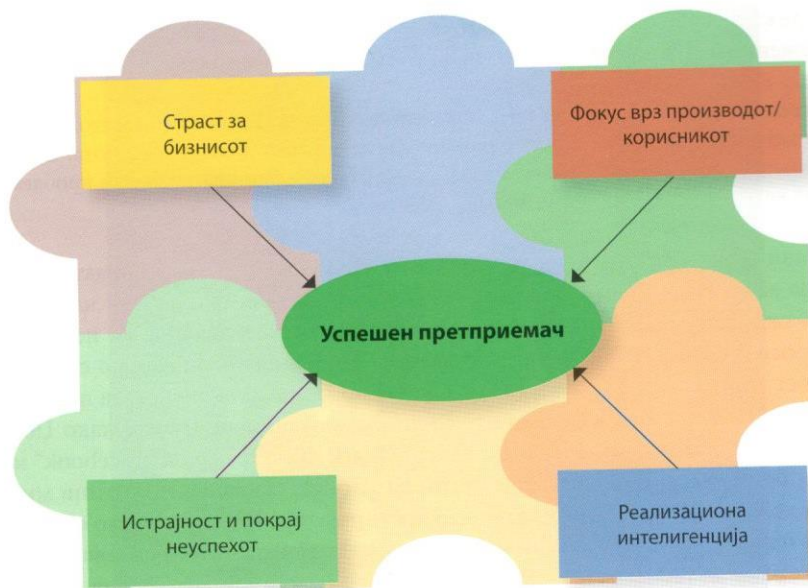 Страст за
бизнисот
Фокус врз производот/
корисникот
Успешен претприемач
Истрајност и покрај
неуспехот
Реализациона
интелигенција